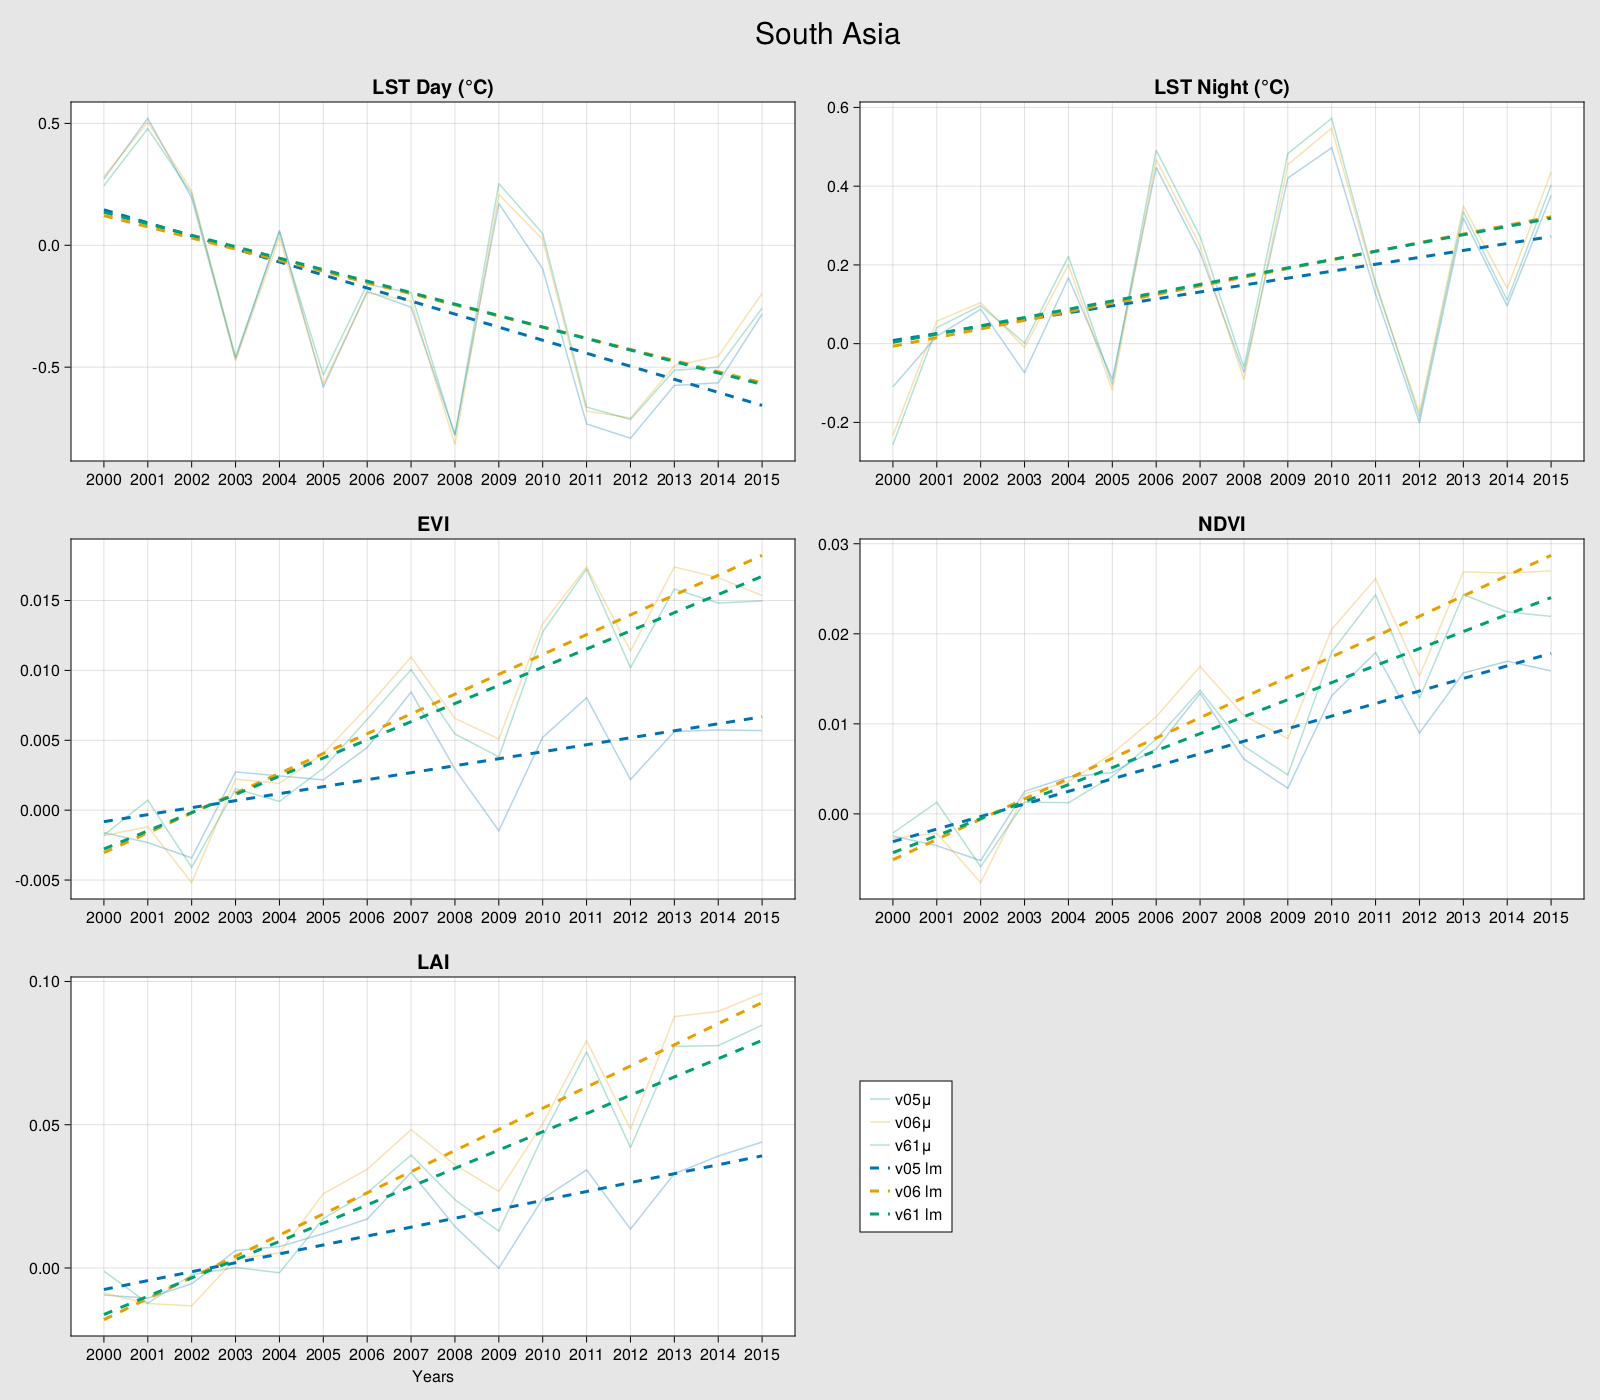 South Asia
LST Day (°C)
0.5
0.0
-0.5
2000 2001 2002 2003 2004 2005 2006 2007 2008 2009 2010 2011 2012 2013 2014 2015
LST Night (°C)
0.6
0.4
0.2
0.0
-0.2
2000 2001 2002 2003 2004 2005 2006 2007 2008 2009 2010 2011 2012 2013 2014 2015
EVI
0.015
0.010
0.005
0.000
-0.005
2000 2001 2002 2003 2004 2005 2006 2007 2008 2009 2010 2011 2012 2013 2014 2015
NDVI
0.03
0.02
0.01
0.00
2000 2001 2002 2003 2004 2005 2006 2007 2008 2009 2010 2011 2012 2013 2014 2015
LAI
0.10
0.05
0.00
2000 2001 2002 2003 2004 2005 2006 2007 2008 2009 2010 2011 2012 2013 2014 2015
Years
v05μ
v06μ
v61μ
v05 lm
v06 lm
v61 lm